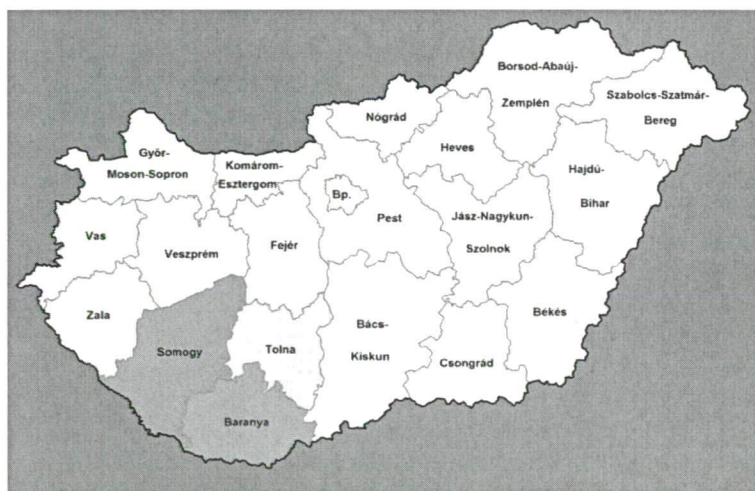 Borsod-Abaúj-
Zemplén
Szabolcs-Szatmár-
Bereg
Nógrád
Heves
Győr-
Moson-Sopron
Komárom-
Esztergom
Hajdú-
Bihar
Bp.
Pest
Jász-Nagykun-
Szolnok
Vas
Veszprém
Fejér
Zala
Somogy
Tolna
Bács-
Kiskun
Békés
Csongrád
Baranya